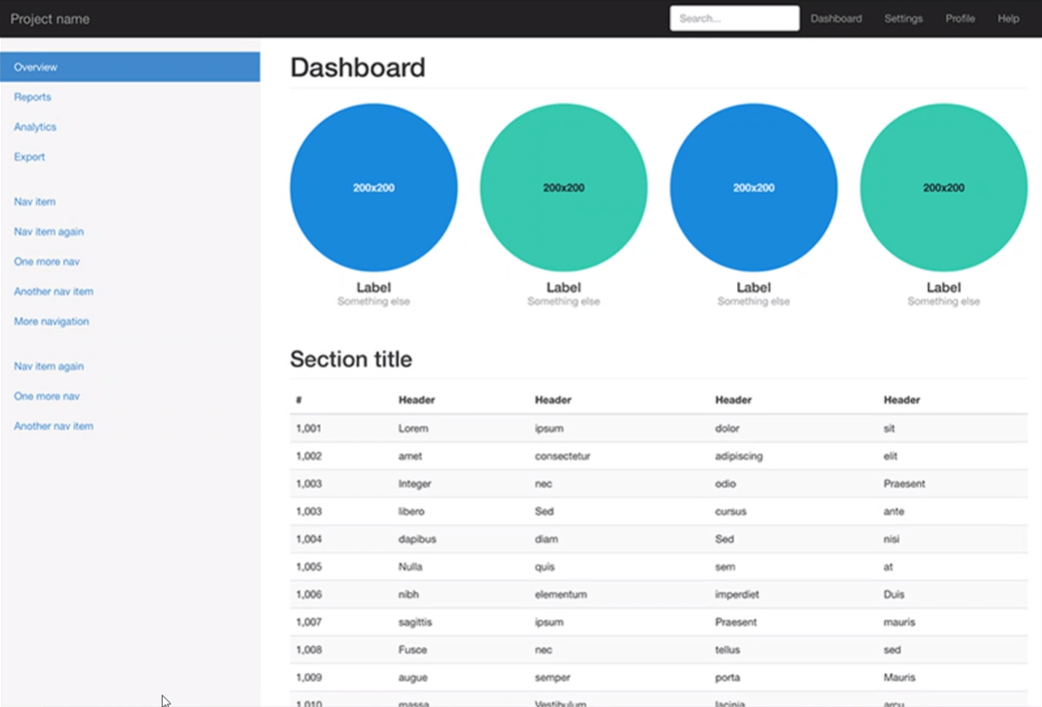 Project name Search... Dashboard Settings Profile Help
Overview
Reports
Analytics
Export
Nav item
Nav item again
One more nav
Another nav item
More navigation
Nav item again
One more nav
Another nav item
Dashboard
200x200 200x200 200x200 200x200
Label Label Label Label
Something else Something else Something else Something else
Section title
# Header Header Header Header
1,001 Lorem ipsum dolor sit
1,002 amet consectetur adipiscing elit
1,003 Integer nec odio Praesent
1,003 libero Sed cursus ante
1,004 dapibus diam Sed nisi
1,005 Nulla quis sem at
1,006 nibh elementum imperdiet Duis
1,007 sagittis ipsum Praesent mauris
1,008 Fusce nec tellus sed
1,009 augue semper porta Mauris
1,010 massa Vestibulum lacinia arcu